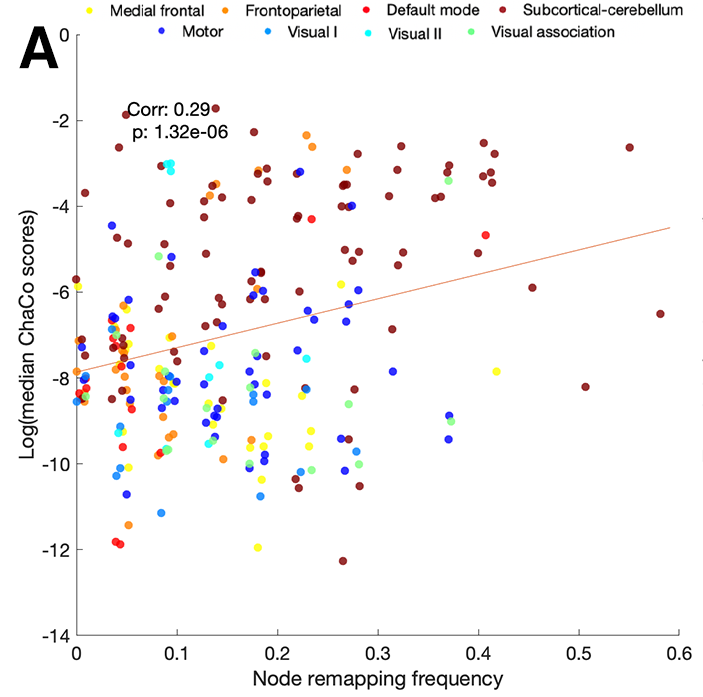 A
Medial frontal Frontoparietal Default mode Subcortical-cerebellum
Motor Visual I Visual II Visual association
Corr: 0.29
p: 1.32e-06
Log(median ChaCo scores)
0
-2
-4
-6
-8
-10
-12
-14
0 0.1 0.2 0.3 0.4 0.5 0.6
Node remapping frequency